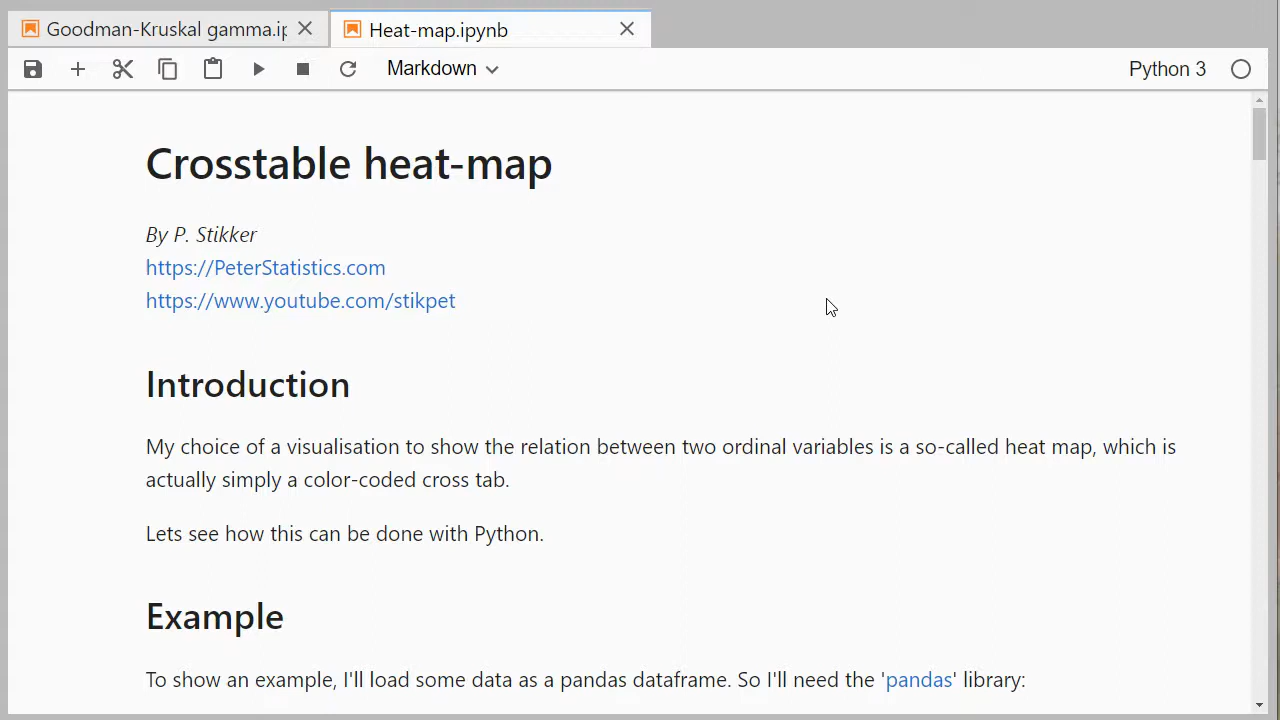 Goodman-Kruskal gamma.ip
Heat-map.ipynb
Markdown
Python 3
Crosstable heat-map
By P. Stikker
https://PeterStatistics.com
https://www.youtube.com/stikpet
Introduction
My choice of a visualisation to show the relation between two ordinal variables is a so-called heat map, which is
actually simply a color-coded cross tab.
Lets see how this can be done with Python.
Example
To show an example, I'll load some data as a pandas dataframe. So I'll need the 'pandas' library: